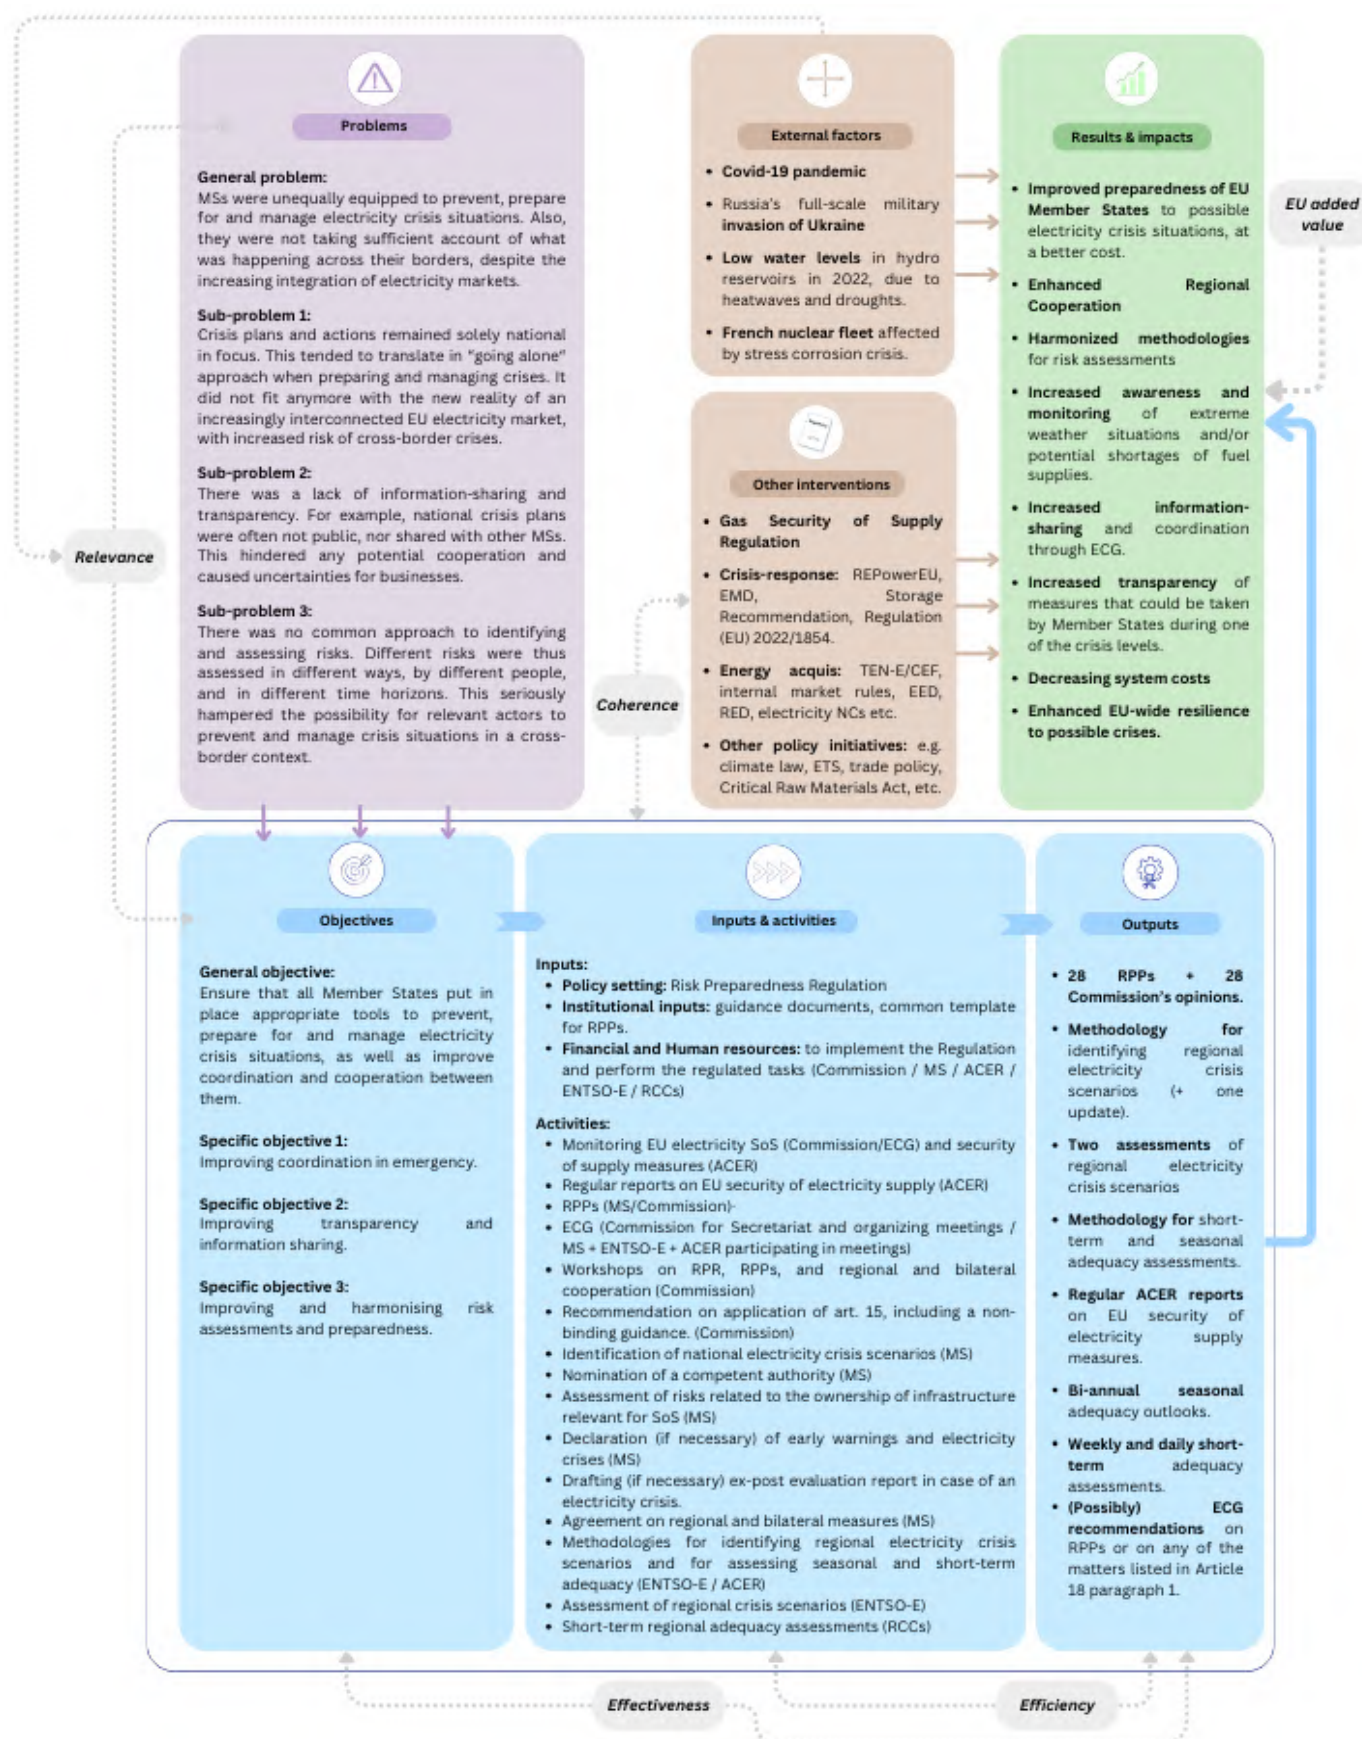 Problems
General problem:
MSs were unequally equipped to prevent, prepare
for and manage electricity crisis situations. Also,
they were not taking sufficient account of what
was happening across their borders, despite the
increasing integration of electricity markets.
Sub-problem 1:
Crisis plans and actions remained solely national
in focus. This tended to translate in "going alone"
approach when preparing and managing crises. It
did not fit anymore with the new reality of an
increasingly interconnected EU electricity market,
with increased risk of cross-border crises.
Sub-problem 2:
There was a lack of information-sharing and
transparency. For example, national crisis plans
were often not public, nor shared with other MSs.
This hindered any potential cooperation and
caused uncertainties for businesses.
Sub-problem 3:
There was no common approach to identifying
and assessing risks. Different risks were thus
assessed in different ways, by different people,
and in different time horizons. This seriously
hampered the possibility for relevant actors to
prevent and manage crisis situations in a cross-
border context.
External factors
• Covid-19 pandemic
• Russia's full-scale military
invasion of Ukraine
• Low water levels in hydro
reservoirs in 2022, due to
heatwaves and droughts.
• French nuclear fleet affected
by stress corrosion crisis.
Other interventions
• Gas Security of Supply
Regulation
• Crisis-response: REPowerEU,
EMD, Storage
Recommendation, Regulation
(EU) 2022/1854.
• Energy acquis: TEN-E/CEF,
internal market rules, EED,
RED, electricity NCs etc.
• Other policy initiatives: e.g.
climate law, ETS, trade policy,
Critical Raw Materials Act, etc.
Results & impacts
• Improved preparedness of EU
Member States to possible
electricity crisis situations, at
a better cost.
• Enhanced Regional
Cooperation
• Harmonized methodologies
for risk assessments
• Increased awareness and
monitoring of extreme
weather situations and/or
potential shortages of fuel
supplies.
• Increased information-
sharing and coordination
through ECG.
• Increased transparency of
measures that could be taken
by Member States during one
of the crisis levels.
• Decreasing system costs
• Enhanced EU-wide resilience
to possible crises.
EU added
value
Relevance
Coherence
Objectives
General objective:
Ensure that all Member States put in
place appropriate tools to prevent,
prepare for and manage electricity
crisis situations, as well as improve
coordination and cooperation between
them.
Specific objective 1:
Improving coordination in emergency.
Specific objective 2:
Improving transparency and
information sharing.
Specific objective 3:
Improving and harmonising risk
assessments and preparedness.
Inputs & activities
Inputs:
• Policy setting: Risk Preparedness Regulation
• Institutional inputs: guidance documents, common template
for RPPs.
• Financial and Human resources: to implement the Regulation
and perform the regulated tasks (Commission / MS / ACER /
ENTSO-E / RCCs)
Activities:
• Monitoring EU electricity SoS (Commission/ECG) and security
of supply measures (ACER)
• Regular reports on EU security of electricity supply (ACER)
• RPPs (MS/Commission)
• ECG (Commission for Secretariat and organizing meetings /
MS + ENTSO-E + ACER participating in meetings)
• Workshops on RPR, RPPs, and regional and bilateral
cooperation (Commission)
• Recommendation on application of art. 15, including a non-
binding guidance. (Commission)
• Identification of national electricity crisis scenarios (MS)
• Nomination of a competent authority (MS)
• Assessment of risks related to the ownership of infrastructure
relevant for SoS (MS)
• Declaration (if necessary) of early warnings and electricity
crises (MS)
• Drafting (if necessary) ex-post evaluation report in case of an
electricity crisis.
• Agreement on regional and bilateral measures (MS)
• Methodologies for identifying regional electricity crisis
scenarios and for assessing seasonal and short-term
adequacy (ENTSO-E / ACER)
• Assessment of regional crisis scenarios (ENTSO-E)
• Short-term regional adequacy assessments (RCCs)
Outputs
• 28 RPPs + 28
Commission's opinions.
• Methodology for
identifying regional
electricity crisis
scenarios (+ one
update).
• Two assessments of
regional electricity
crisis scenarios
• Methodology for short-
term and seasonal
adequacy assessments.
• Regular ACER reports
on EU security of
electricity supply
measures.
• Bi-annual seasonal
adequacy outlooks.
• Weekly and daily short-
term adequacy
assessments.
• (Possibly) ECG
recommendations on
RPPs or on any of the
matters listed in Article
18 paragraph 1.
Effectiveness
Efficiency